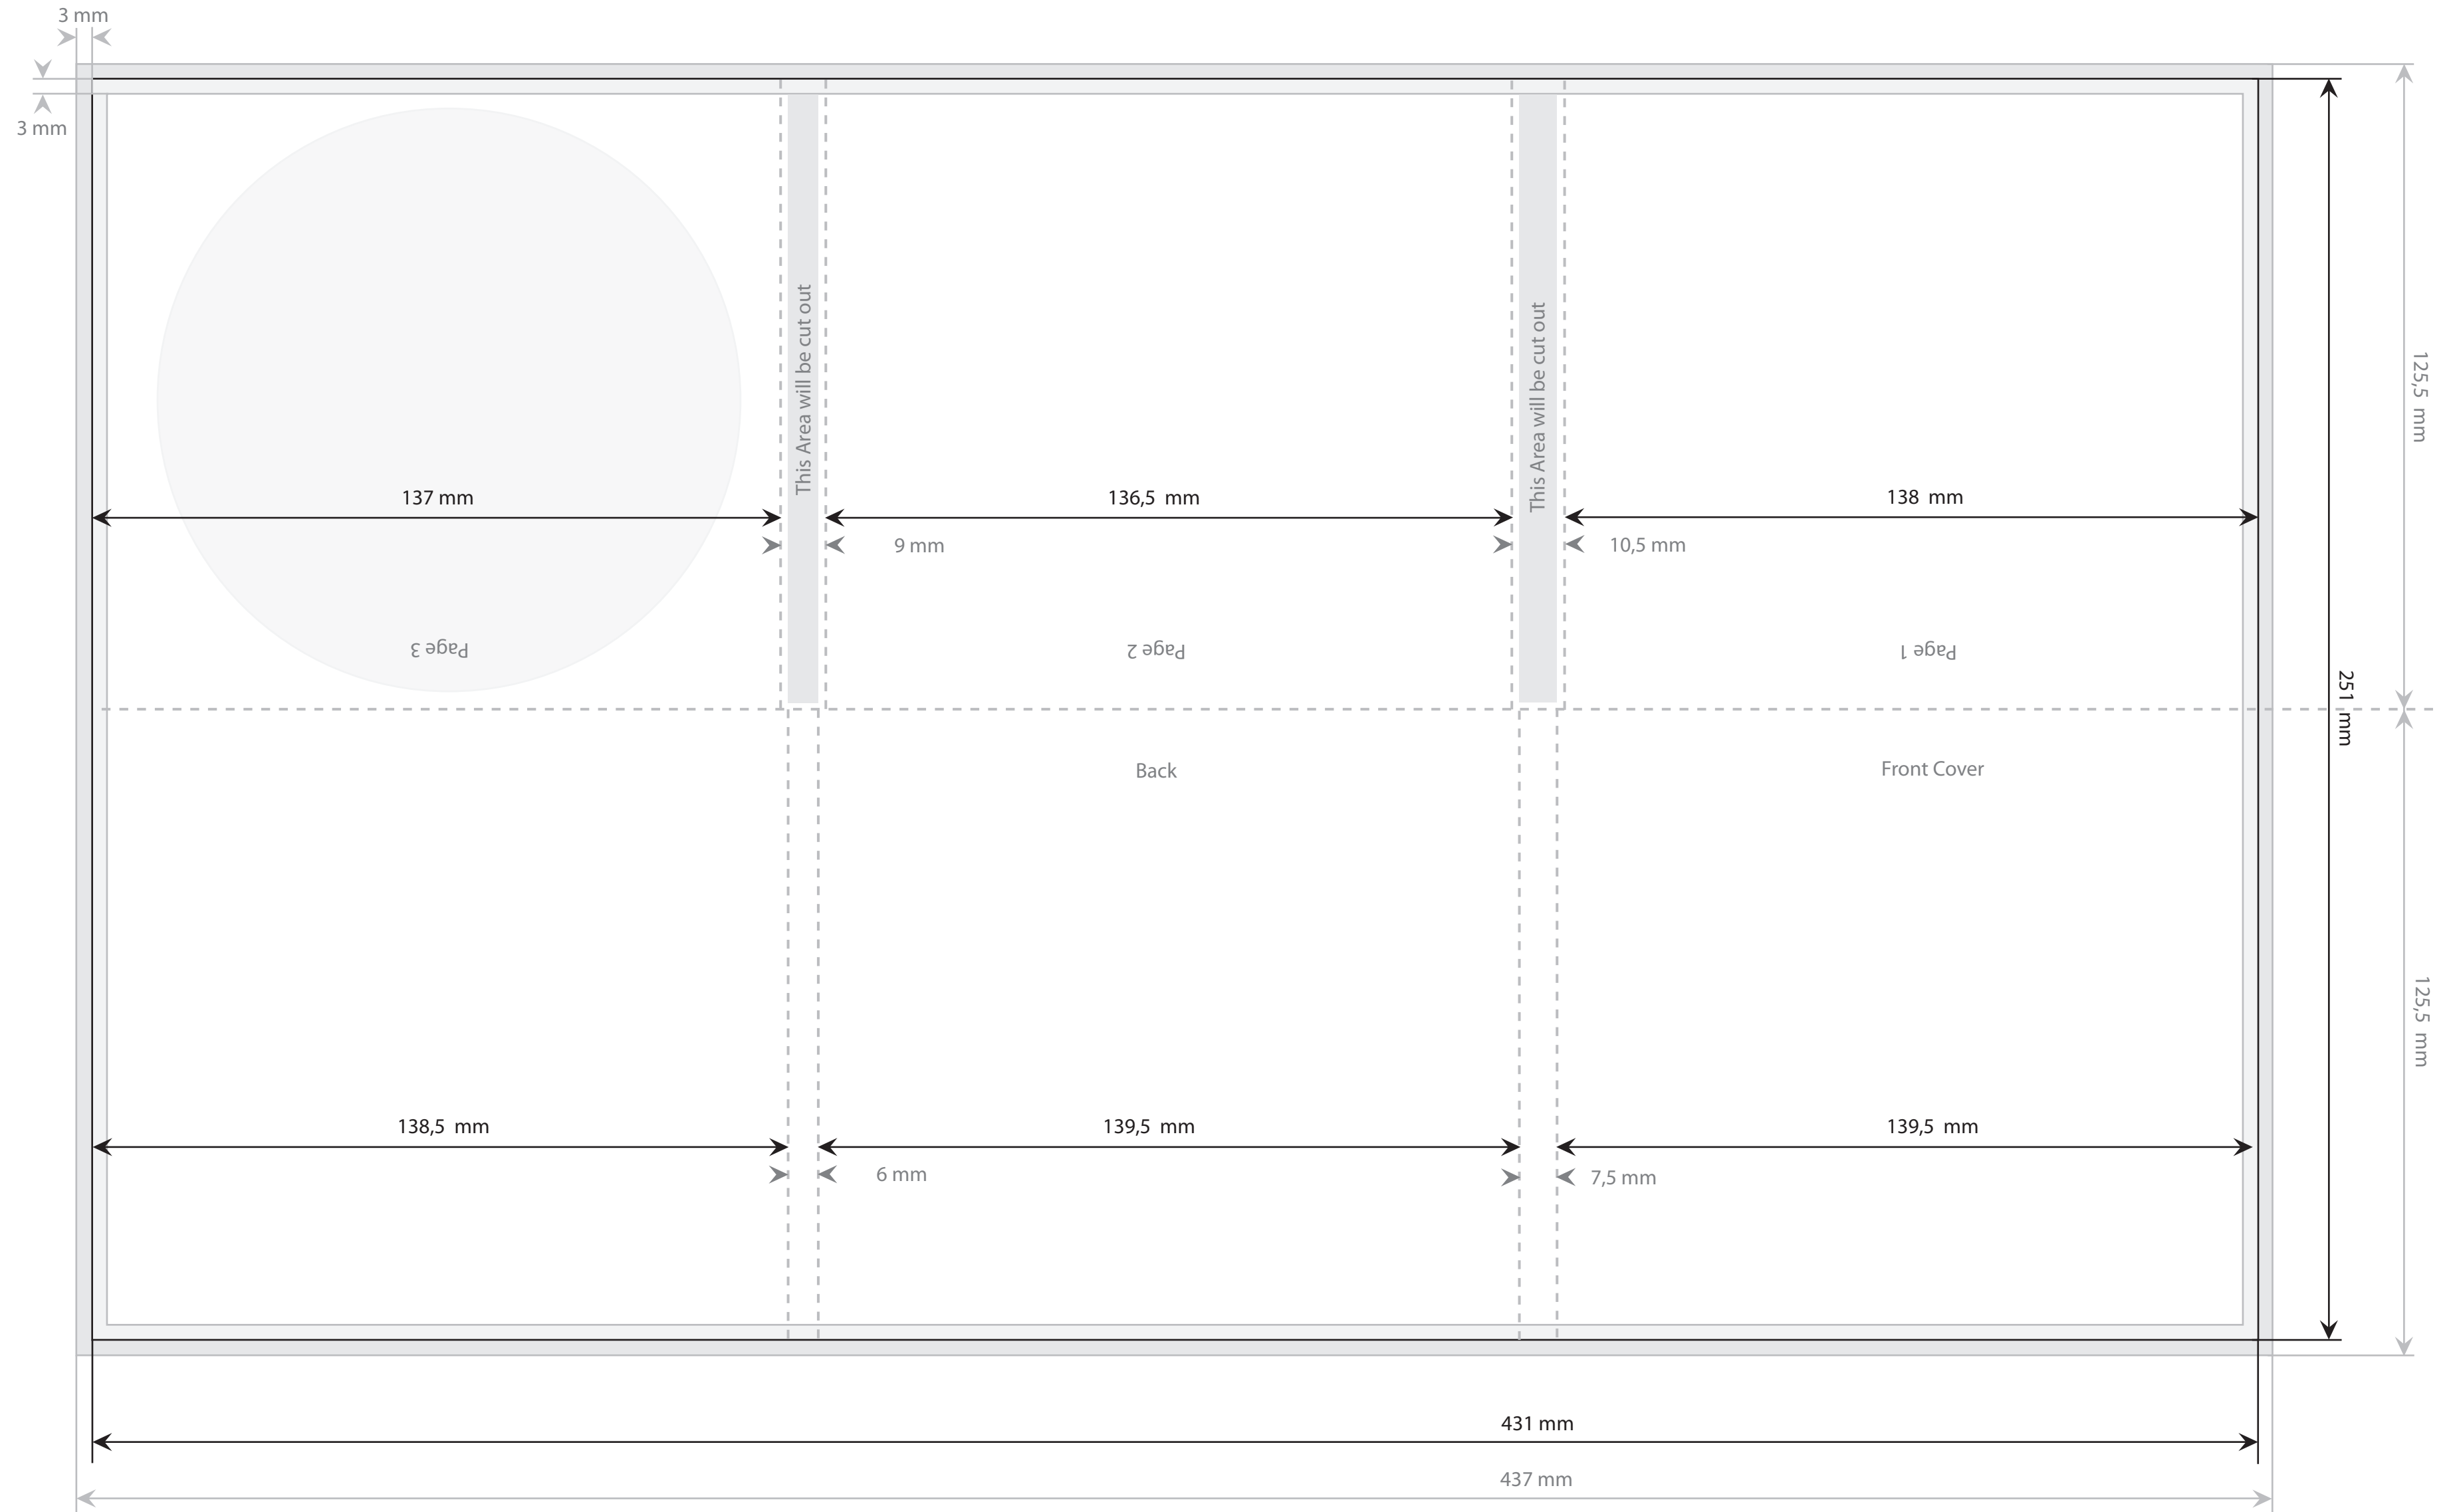 3 mm
3 mm
This Area will be cut out
This Area will be cut out
125,5 mm
137 mm
136,5 mm
138 mm
9 mm
10,5 mm
Page 3
Page 2
Page 1
251 mm
Back
Front Cover
125,5 mm
138,5 mm
139,5 mm
139,5 mm
6 mm
7,5 mm
431 mm
437 mm